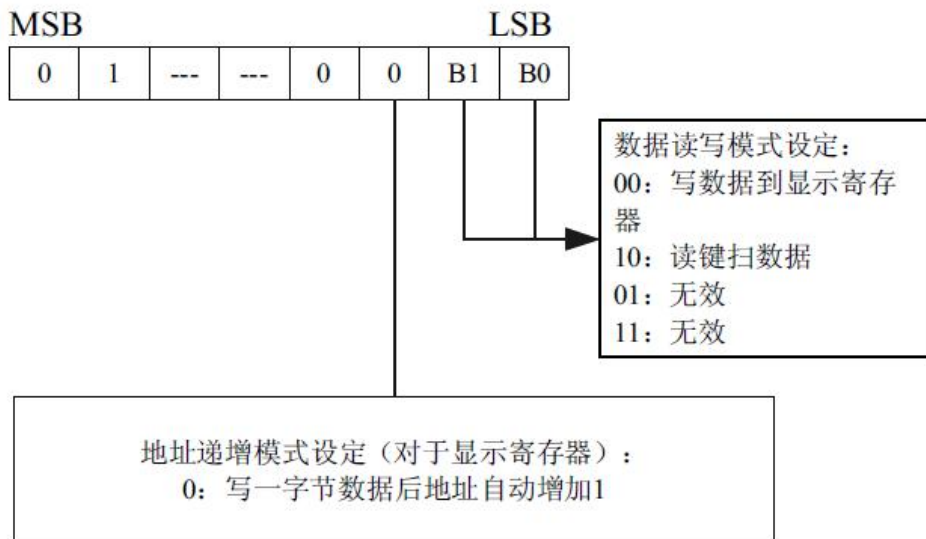 MSB LSB
0 1 --- --- 0 0 B1 B0
数据读写模式设定：
00：写数据到显示寄存
器
10：读键扫数据
01：无效
11：无效
地址递增模式设定（对于显示寄存器）：
0：写一字节数据后地址自动增加1